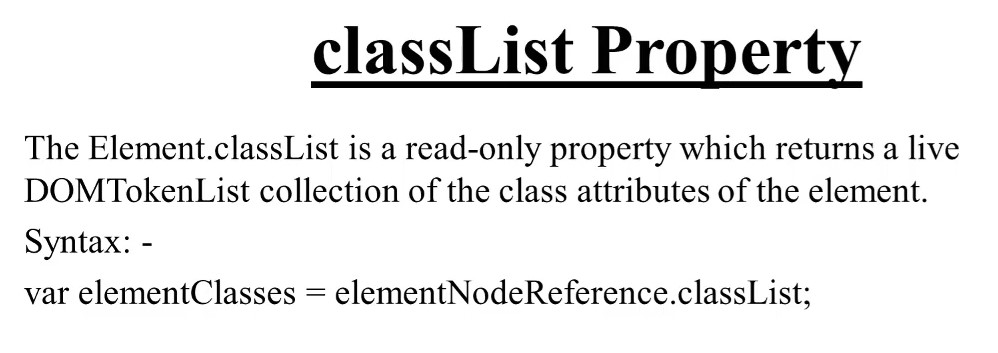 classList Property
The Element.classList is a read-only property which returns a live
DOMTokenList collection of the class attributes of the element.
Syntax: -
var elementClasses = elementNodeReference.classList;